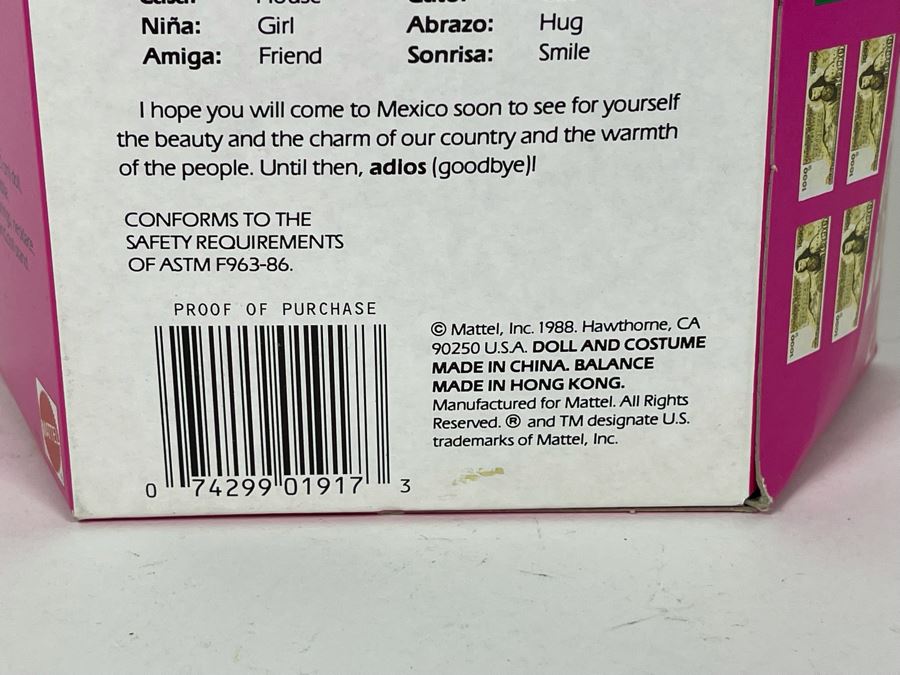 Niña: Girl Abrazo: Hug
Amiga: Friend Sonrisa: Smile
I hope you will come to Mexico soon to see for yourself
the beauty and the charm of our country and the warmth
of the people. Until then, adios (goodbye)!
CONFORMS TO THE
SAFETY REQUIREMENTS
OF ASTM F963-86.
PROOF OF PURCHASE
0 74299 01917 3
© Mattel, Inc. 1988. Hawthorne, CA
90250 U.S.A. DOLL AND COSTUME
MADE IN CHINA. BALANCE
MADE IN HONG KONG.
Manufactured for Mattel. All Rights
Reserved. ® and TM designate U.S.
trademarks of Mattel, Inc.
MATTEL